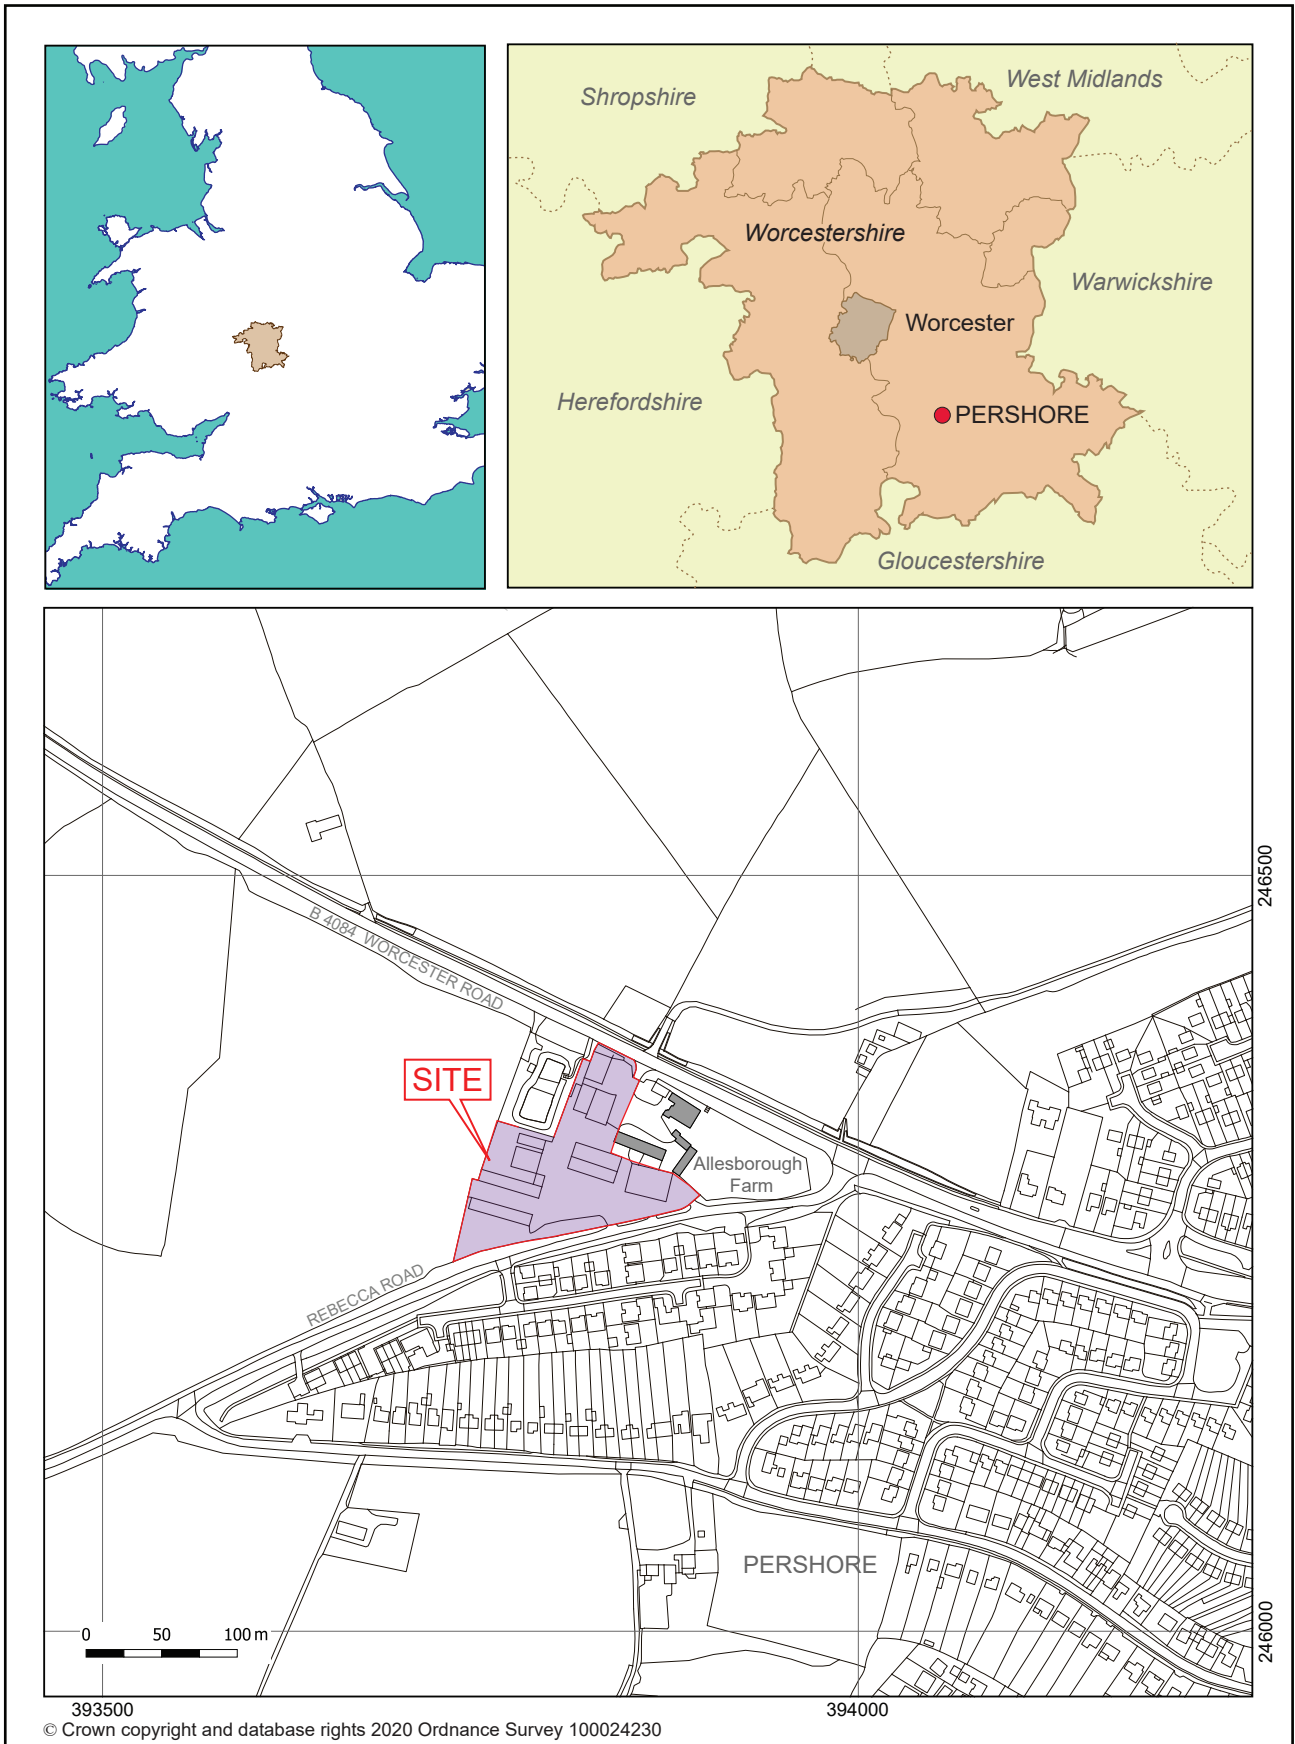 Shropshire
West Midlands
Worcestershire
Warwickshire
Worcester
Herefordshire
PERSHORE
Gloucestershire
246500
B 4084 WORCESTER ROAD
SITE
Allesborough
Farm
REBECCA ROAD
PERSHORE
246000
0 50 100 m
393500
394000
© Crown copyright and database rights 2020 Ordnance Survey 100024230